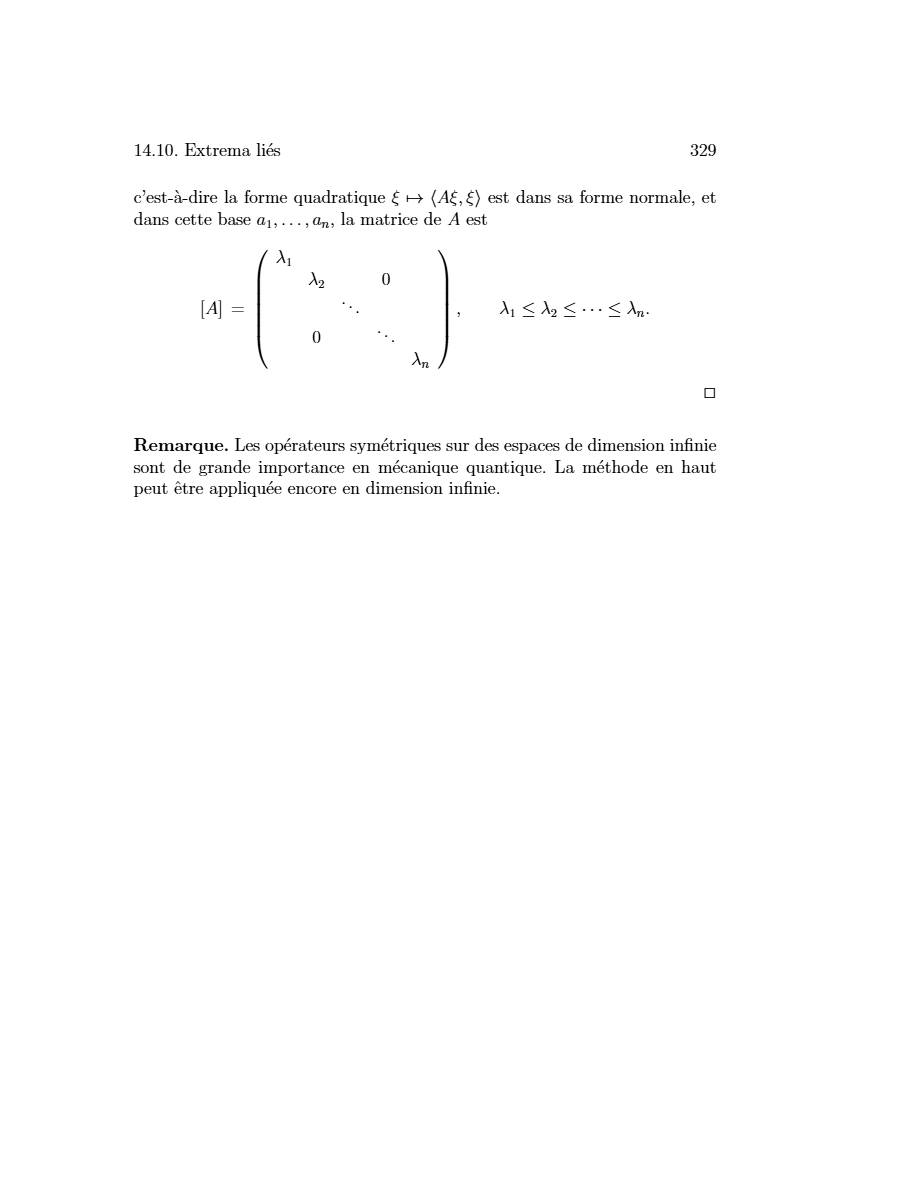 14.10. Extrema liés 329
c'est-à-dire la forme quadratique ξ ↦ ⟨Aξ, ξ⟩ est dans sa forme normale, et
dans cette base a₁, . . . , aₙ, la matrice de A est
λ₁
λ₂ 0
⋱
[A] = ( ) , λ₁ ≤ λ₂ ≤ ⋯ ≤ λₙ.
0 ⋱
λₙ
□
Remarque. Les opérateurs symétriques sur des espaces de dimension infinie
sont de grande importance en mécanique quantique. La méthode en haut
peut être appliquée encore en dimension infinie.